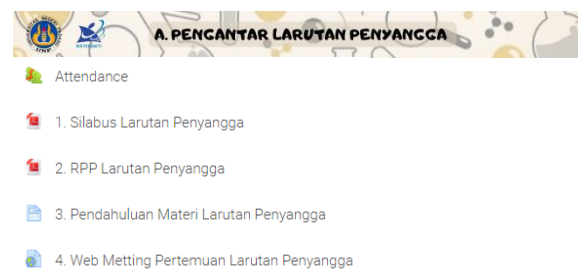 A. PENGANTAR LARUTAN PENYANGGA
Attendance
1. Silabus Larutan Penyangga
2. RPP Larutan Penyangga
3. Pendahuluan Materi Larutan Penyangga
4. Web Metting Pertemuan Larutan Penyangga